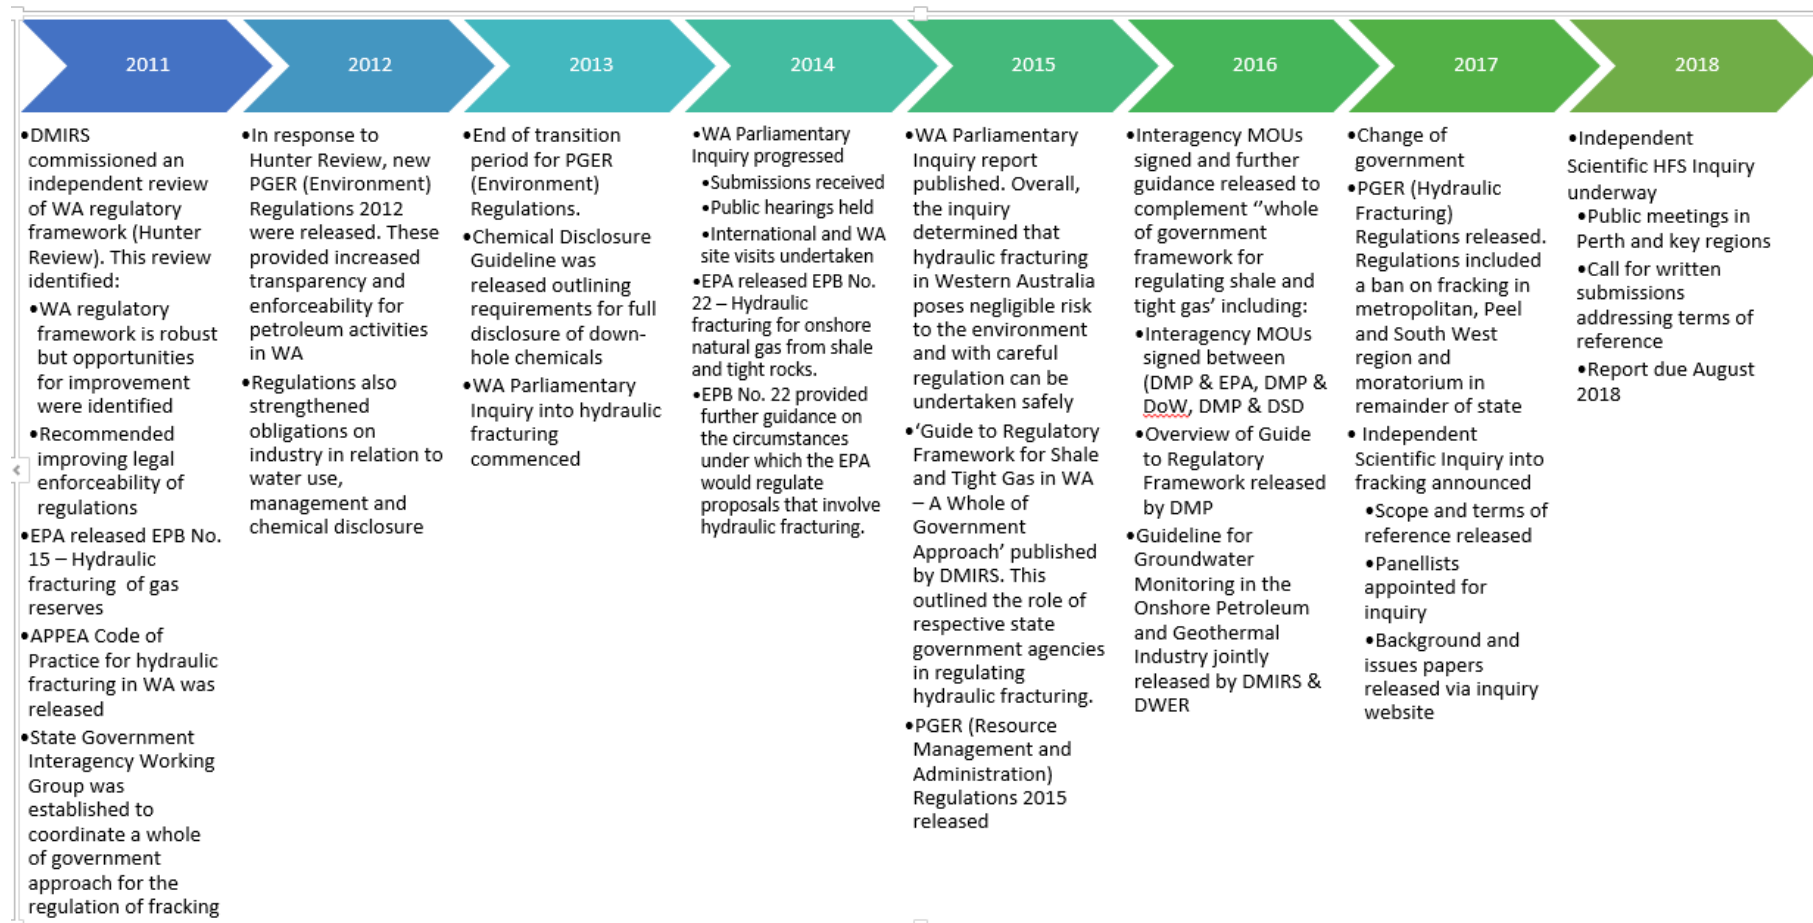 2011
•DMIRS
commissioned an
independent review
of WA regulatory
framework (Hunter
Review). This review
identified:
•WA regulatory
framework is robust
but opportunities
for improvement
were identified
•Recommended
improving legal
enforceability of
regulations
•EPA released EPB No.
15 – Hydraulic
fracturing of gas
reserves
•APPEA Code of
Practice for hydraulic
fracturing in WA was
released
•State Government
Interagency Working
Group was
established to
coordinate a whole
of government
approach for the
regulation of fracking
2012
•In response to
Hunter Review, new
PGER (Environment)
Regulations 2012
were released. These
provided increased
transparency and
enforceability for
petroleum activities
in WA
•Regulations also
strengthened
obligations on
industry in relation to
water use,
management and
chemical disclosure
2013
•End of transition
period for PGER
(Environment)
Regulations.
•Chemical Disclosure
Guideline was
released outlining
requirements for full
disclosure of down-
hole chemicals
•WA Parliamentary
Inquiry into hydraulic
fracturing
commenced
2014
•WA Parliamentary
Inquiry progressed
•Submissions received
•Public hearings held
•International and WA
site visits undertaken
•EPA released EPB No.
22 – Hydraulic
fracturing for onshore
natural gas from shale
and tight rocks.
•EPB No. 22 provided
further guidance on
the circumstances
under which the EPA
would regulate
proposals that involve
hydraulic fracturing.
2015
•WA Parliamentary
Inquiry report
published. Overall,
the inquiry
determined that
hydraulic fracturing
in Western Australia
poses negligible risk
to the environment
and with careful
regulation can be
undertaken safely
•‘Guide to Regulatory
Framework for Shale
and Tight Gas in WA
– A Whole of
Government
Approach’ published
by DMIRS. This
outlined the role of
respective state
government agencies
in regulating
hydraulic fracturing.
•PGER (Resource
Management and
Administration)
Regulations 2015
released
2016
•Interagency MOUs
signed and further
guidance released to
complement ‘’whole
of government
framework for
regulating shale and
tight gas’ including:
•Interagency MOUs
signed between
(DMP & EPA, DMP &
DoW, DMP & DSD
•Overview of Guide
to Regulatory
Framework released
by DMP
•Guideline for
Groundwater
Monitoring in the
Onshore Petroleum
and Geothermal
Industry jointly
released by DMIRS &
DWER
2017
•Change of
government
•PGER (Hydraulic
Fracturing)
Regulations released.
Regulations included
a ban on fracking in
metropolitan, Peel
and South West
region and
moratorium in
remainder of state
• Independent
Scientific Inquiry into
fracking announced
•Scope and terms of
reference released
•Panellists
appointed for
inquiry
•Background and
issues papers
released via inquiry
website
2018
•Independent
Scientific HFS Inquiry
underway
•Public meetings in
Perth and key regions
•Call for written
submissions
addressing terms of
reference
•Report due August
2018